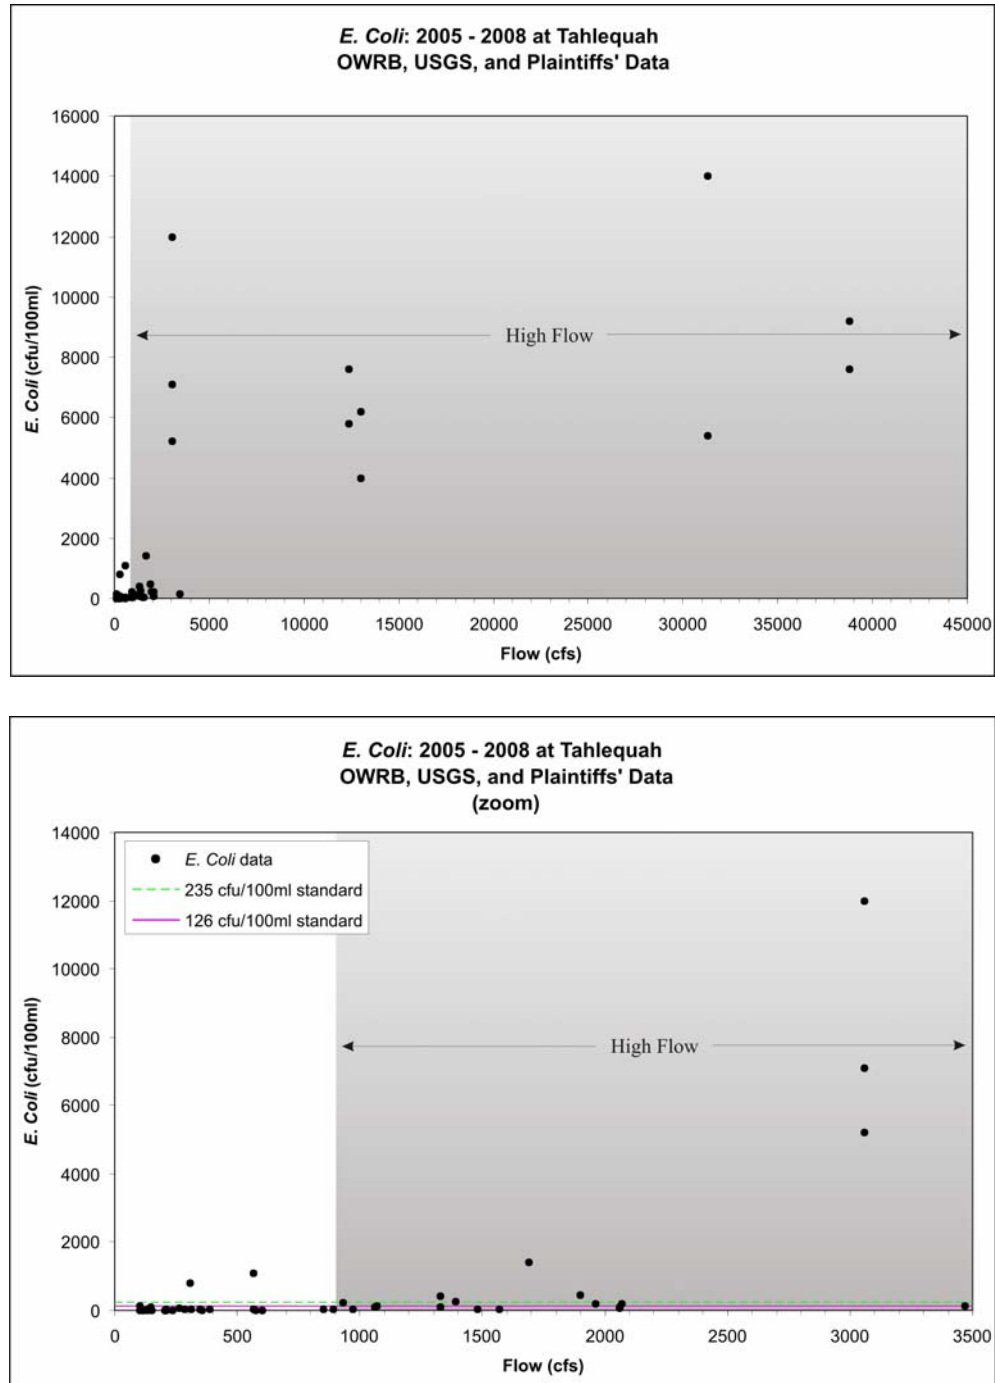 E. Coli: 2005 - 2008 at Tahlequah
OWRB, USGS, and Plaintiffs' Data
16000
14000
12000
10000
8000
6000
4000
2000
0
E. Coli (cfu/100ml)
High Flow
0 5000 10000 15000 20000 25000 30000 35000 40000 45000
Flow (cfs)
E. Coli: 2005 - 2008 at Tahlequah
OWRB, USGS, and Plaintiffs' Data
(zoom)
14000
12000
10000
8000
6000
4000
2000
0
E. Coli (cfu/100ml)
E. Coli data
235 cfu/100ml standard
126 cfu/100ml standard
High Flow
0 500 1000 1500 2000 2500 3000 3500
Flow (cfs)